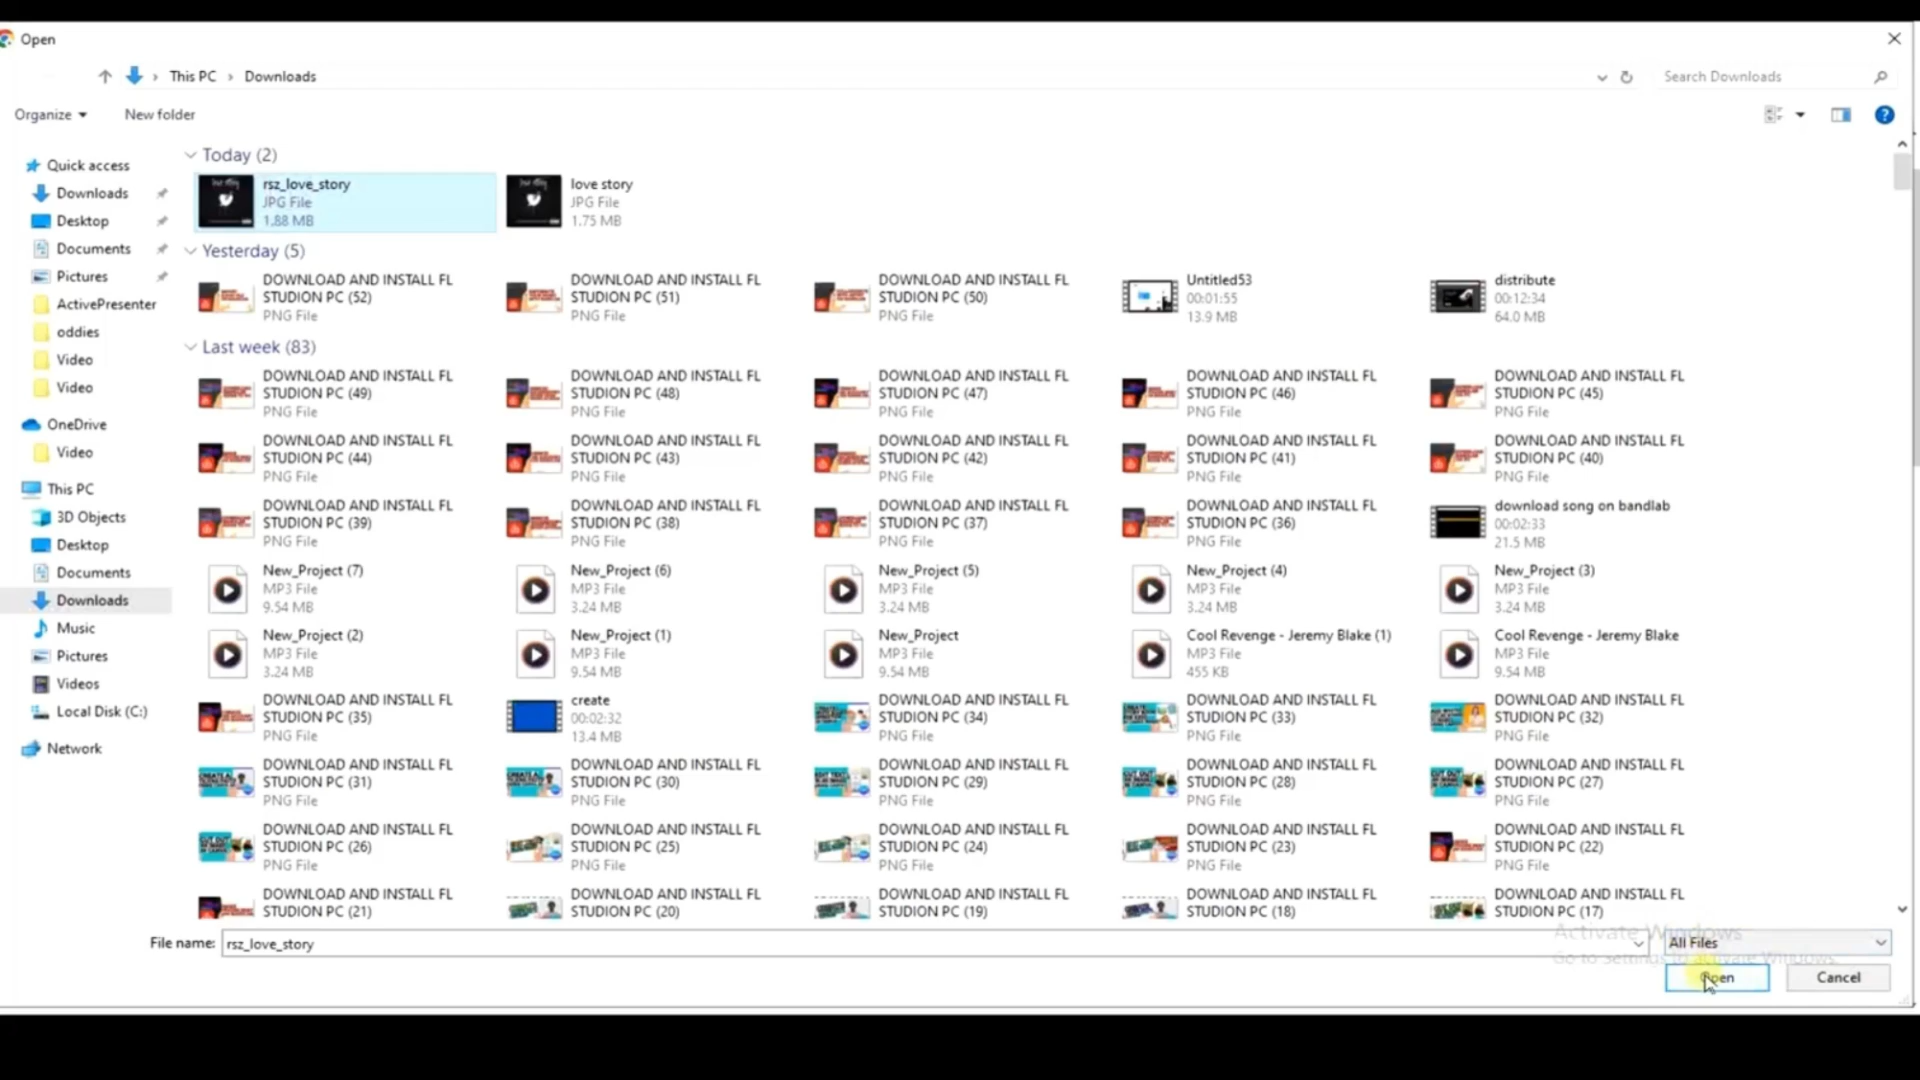 Open
This PC > Downloads
Search Downloads
Organize
New folder
Quick access
Downloads
Desktop
Documents
Pictures
ActivePresenter
oddies
Video
Video
OneDrive
Video
This PC
3D Objects
Desktop
Documents
Downloads
Music
Pictures
Videos
Local Disk (C:)
Network
Today (2)
rsz_love_story
JPG File
1.88 MB
love story
JPG File
1.75 MB
Yesterday (5)
DOWNLOAD AND INSTALL FL
STUDION PC (52)
PNG File
DOWNLOAD AND INSTALL FL
STUDION PC (51)
PNG File
DOWNLOAD AND INSTALL FL
STUDION PC (50)
PNG File
Untitled53
00:01:55
13.9 MB
distribute
00:12:34
64.0 MB
Last week (83)
DOWNLOAD AND INSTALL FL
STUDION PC (49)
PNG File
DOWNLOAD AND INSTALL FL
STUDION PC (48)
PNG File
DOWNLOAD AND INSTALL FL
STUDION PC (47)
PNG File
DOWNLOAD AND INSTALL FL
STUDION PC (46)
PNG File
DOWNLOAD AND INSTALL FL
STUDION PC (45)
PNG File
DOWNLOAD AND INSTALL FL
STUDION PC (44)
PNG File
DOWNLOAD AND INSTALL FL
STUDION PC (43)
PNG File
DOWNLOAD AND INSTALL FL
STUDION PC (42)
PNG File
DOWNLOAD AND INSTALL FL
STUDION PC (41)
PNG File
DOWNLOAD AND INSTALL FL
STUDION PC (40)
PNG File
DOWNLOAD AND INSTALL FL
STUDION PC (39)
PNG File
DOWNLOAD AND INSTALL FL
STUDION PC (38)
PNG File
DOWNLOAD AND INSTALL FL
STUDION PC (37)
PNG File
DOWNLOAD AND INSTALL FL
STUDION PC (36)
PNG File
download song on bandlab
00:02:33
21.5 MB
New_Project (7)
MP3 File
9.54 MB
New_Project (6)
MP3 File
3.24 MB
New_Project (5)
MP3 File
3.24 MB
New_Project (4)
MP3 File
3.24 MB
New_Project (3)
MP3 File
3.24 MB
New_Project (2)
MP3 File
3.24 MB
New_Project (1)
MP3 File
9.54 MB
New_Project
MP3 File
9.54 MB
Cool Revenge - Jeremy Blake (1)
MP3 File
455 KB
Cool Revenge - Jeremy Blake
MP3 File
9.54 MB
DOWNLOAD AND INSTALL FL
STUDION PC (35)
PNG File
create
00:02:32
13.4 MB
DOWNLOAD AND INSTALL FL
STUDION PC (34)
PNG File
DOWNLOAD AND INSTALL FL
STUDION PC (33)
PNG File
DOWNLOAD AND INSTALL FL
STUDION PC (32)
PNG File
DOWNLOAD AND INSTALL FL
STUDION PC (31)
PNG File
DOWNLOAD AND INSTALL FL
STUDION PC (30)
PNG File
DOWNLOAD AND INSTALL FL
STUDION PC (29)
PNG File
DOWNLOAD AND INSTALL FL
STUDION PC (28)
PNG File
DOWNLOAD AND INSTALL FL
STUDION PC (27)
PNG File
DOWNLOAD AND INSTALL FL
STUDION PC (26)
PNG File
DOWNLOAD AND INSTALL FL
STUDION PC (25)
PNG File
DOWNLOAD AND INSTALL FL
STUDION PC (24)
PNG File
DOWNLOAD AND INSTALL FL
STUDION PC (23)
PNG File
DOWNLOAD AND INSTALL FL
STUDION PC (22)
PNG File
DOWNLOAD AND INSTALL FL
STUDION PC (21)
DOWNLOAD AND INSTALL FL
STUDION PC (20)
DOWNLOAD AND INSTALL FL
STUDION PC (19)
DOWNLOAD AND INSTALL FL
STUDION PC (18)
DOWNLOAD AND INSTALL FL
STUDION PC (17)
Activate Windows
Go to Settings to activate Windows.
File name: rsz_love_story
All Files
Open
Cancel